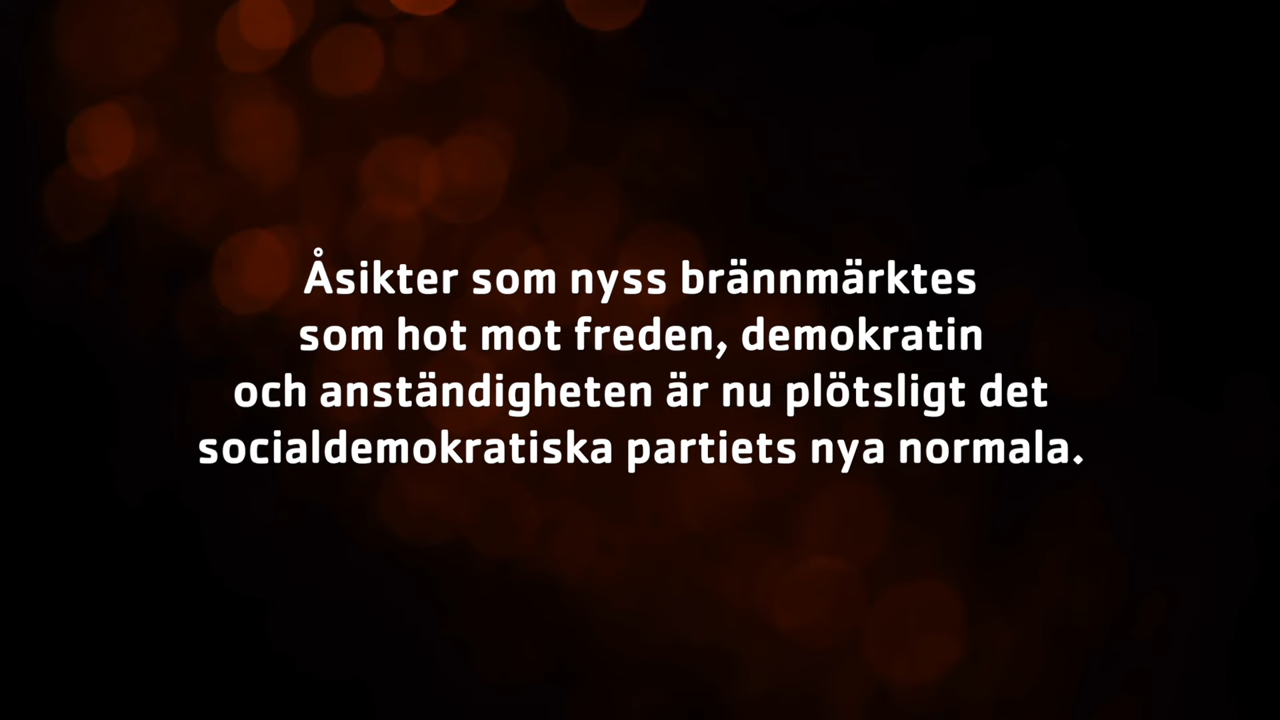 Åsikter som nyss brännmärktes
som hot mot freden, demokratin
och anständigheten är nu plötsligt det
socialdemokratiska partiets nya normala.